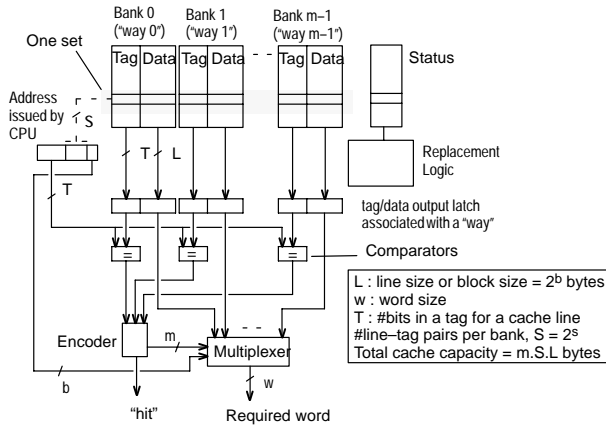 Bank 0
("way 0")
Bank 1
("way 1")
Bank m–1
("way m–1")
One set
Tag Data
Tag Data
Tag Data
Status
Address
issued by
CPU
S
T
L
T
Replacement
Logic
tag/data output latch
associated with a "way"
=
=
=
Comparators
L : line size or block size = 2ᵇ bytes
w : word size
T : #bits in a tag for a cache line
#line–tag pairs per bank, S = 2ˢ
Total cache capacity = m.S.L bytes
Encoder
m
Multiplexer
b
w
"hit"
Required word